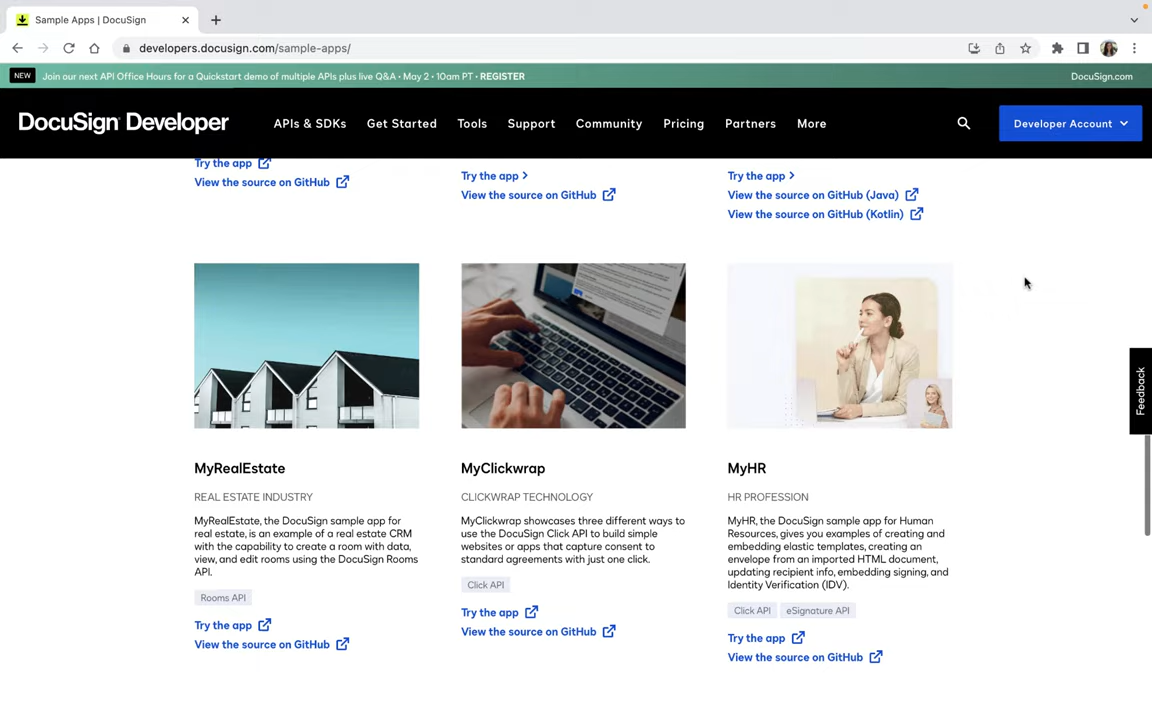 Sample Apps | DocuSign
developers.docusign.com/sample-apps/
NEW Join our next API Office Hours for a Quickstart demo of multiple APIs plus live Q&A • May 2 • 10am PT • REGISTER DocuSign.com
DocuSign Developer APIs & SDKs Get Started Tools Support Community Pricing Partners More Developer Account
Try the app
View the source on GitHub
Try the app
View the source on GitHub
Try the app
View the source on GitHub (Java)
View the source on GitHub (Kotlin)
Feedback
MyRealEstate
REAL ESTATE INDUSTRY
MyRealEstate, the DocuSign sample app for
real estate, is an example of a real estate CRM
with the capability to create a room with data,
view, and edit rooms using the DocuSign Rooms
API.
Rooms API
Try the app
View the source on GitHub
MyClickwrap
CLICKWRAP TECHNOLOGY
MyClickwrap showcases three different ways to
use the DocuSign Click API to build simple
websites or apps that capture consent to
standard agreements with just one click.
Click API
Try the app
View the source on GitHub
MyHR
HR PROFESSION
MyHR, the DocuSign sample app for Human
Resources, gives you examples of creating and
embedding elastic templates, creating an
envelope from an imported HTML document,
updating recipient info, embedding signing, and
Identity Verification (IDV).
Click API eSignature API
Try the app
View the source on GitHub